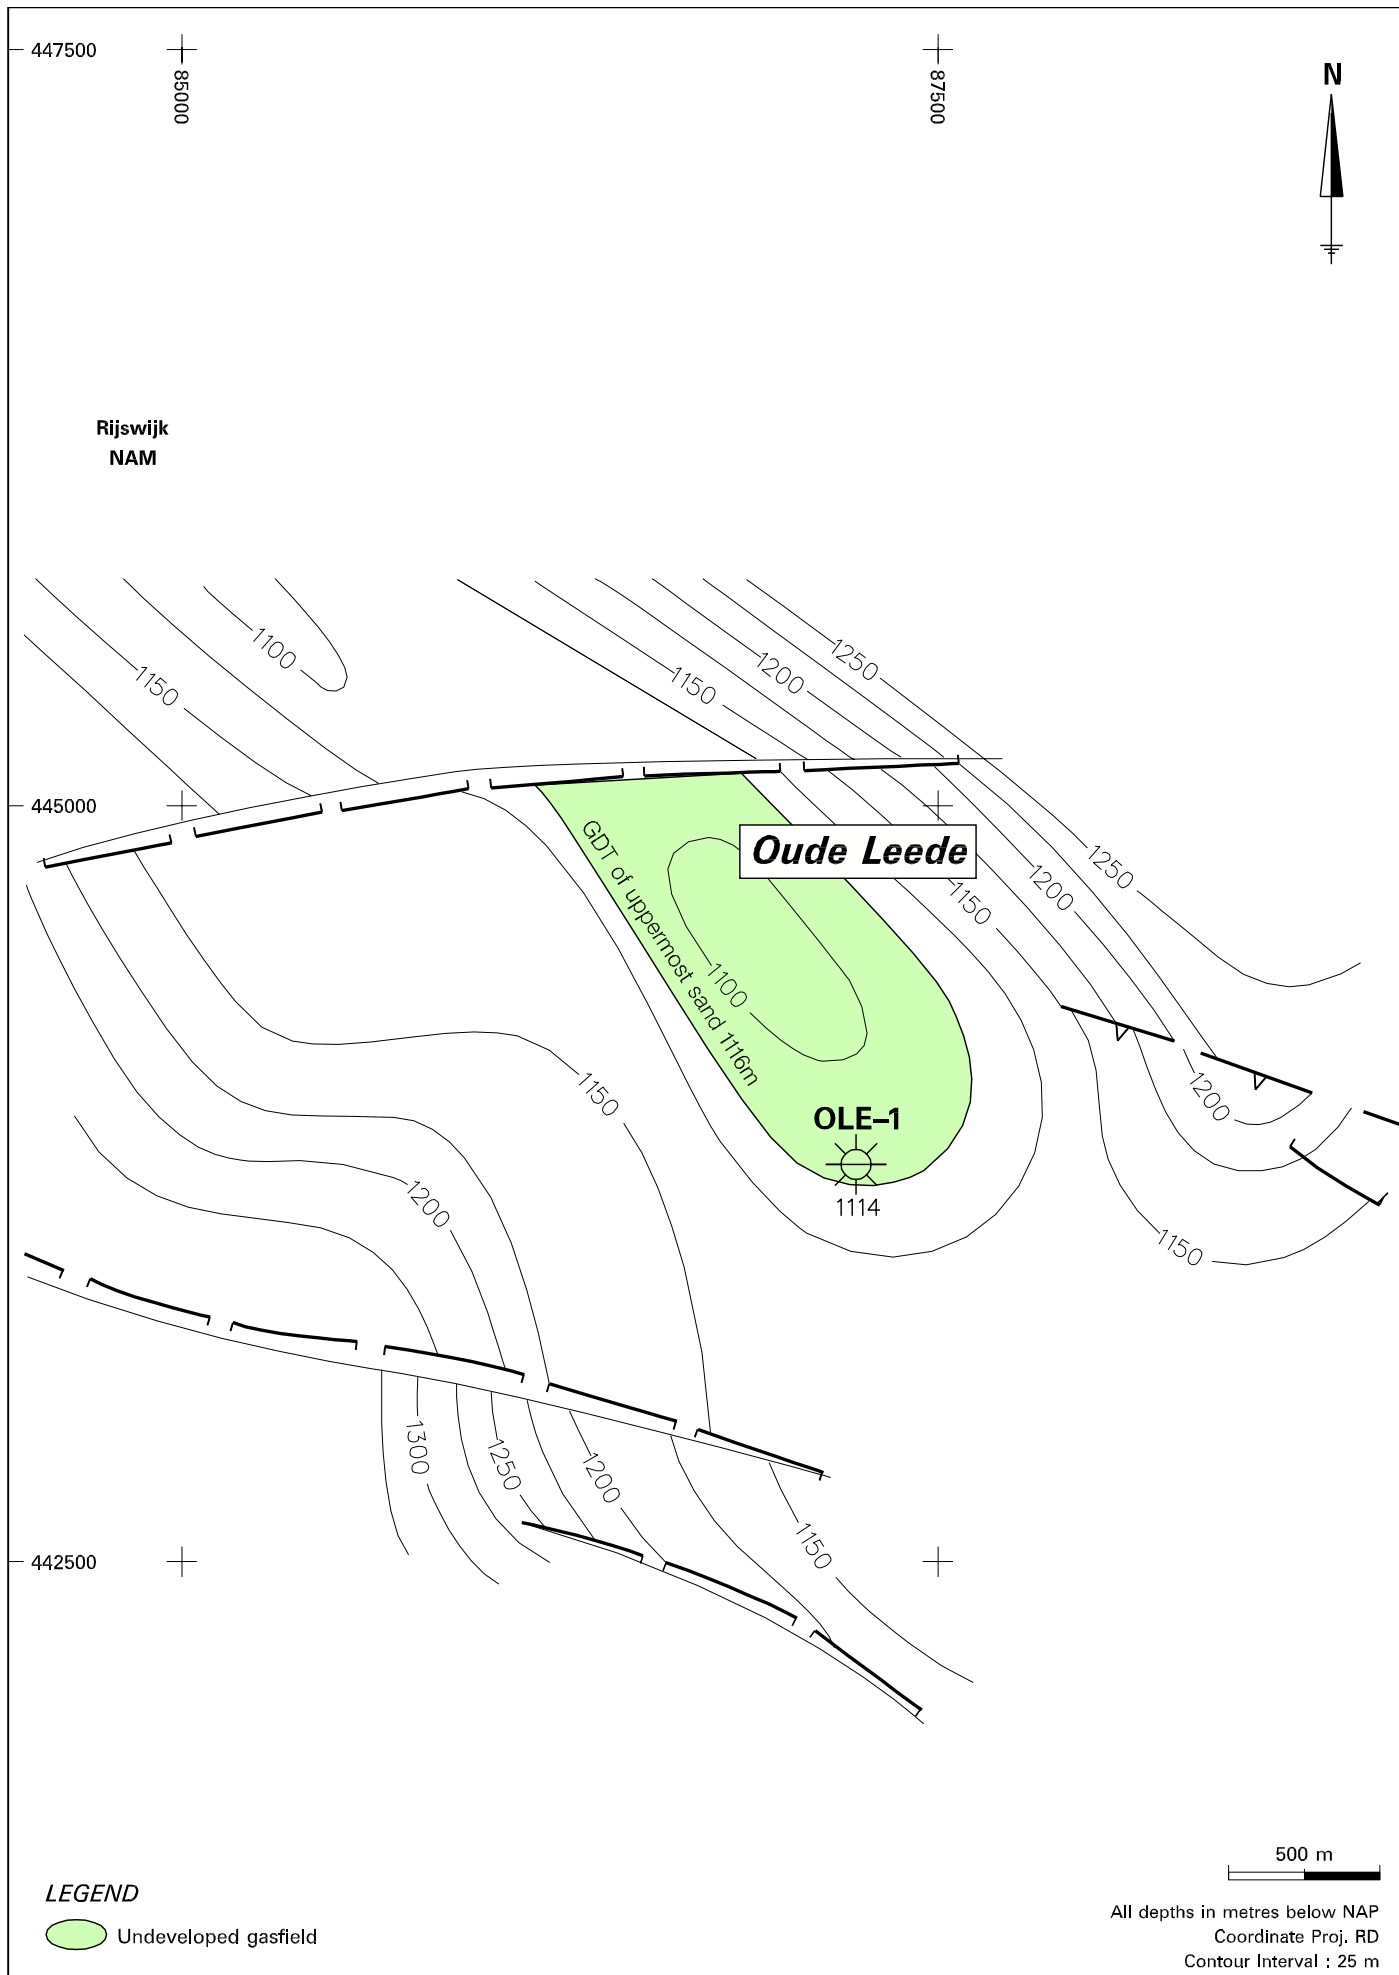 447500
85000
87500
N
Rijswijk
NAM
1100
1150
1150
1200
1250
445000
GDT of uppermost sand 1116m
Oude Leede
1100
1150
1200
1250
1150
OLE–1
1114
1200
1200
1150
1300
1250
1200
1150
442500
500 m
LEGEND
Undeveloped gasfield
All depths in metres below NAP
Coordinate Proj. RD
Contour Interval : 25 m